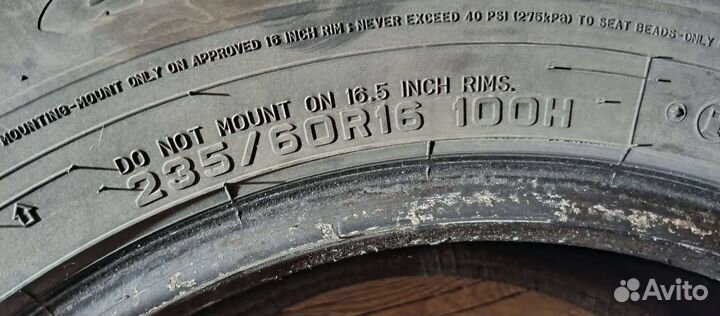 MOUNTING-MOUNT ONLY ON APPROVED 16 INCH RIM; NEVER EXCEED 40 PSI (275kPa) TO SEAT BEADS-ONLY
DO NOT MOUNT ON 16.5 INCH RIMS.
235/60R16 100H
Avito